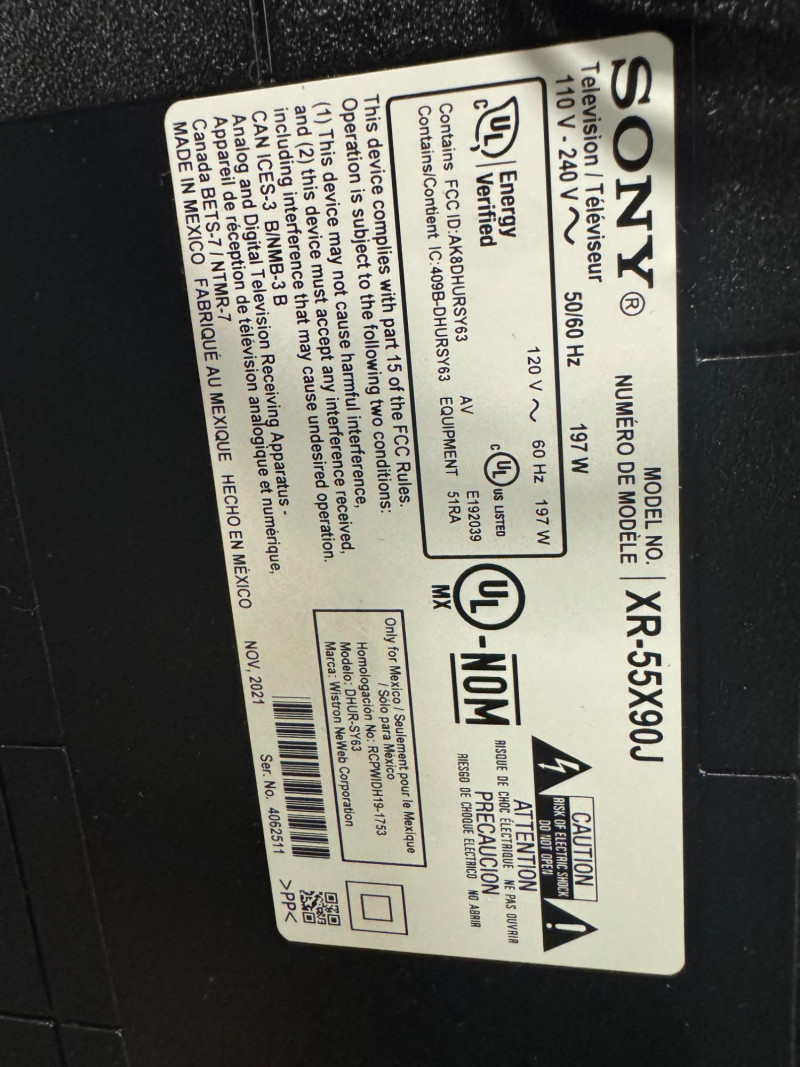 SONY®
MODEL NO.
NUMÉRO DE MODÈLE
XR-55X90J
Television / Téléviseur
110 V - 240 V ~ 50/60 Hz 197 W
120 V ~ 60 Hz 197 W
c UL Energy
Verified
c UL US LISTED
E192039
AV
EQUIPMENT 51RA
Contains FCC ID:AK8DHURSY63
Contains/Contient IC:409B-DHURSY63
UL-NOM
MX
CAUTION
RISK OF ELECTRIC SHOCK
DO NOT OPEN
ATTENTION
RISQUE DE CHOC ÉLECTRIQUE NE PAS OUVRIR
PRECAUCIÓN
RIESGO DE CHOQUE ELÉCTRICO NO ABRIR
This device complies with part 15 of the FCC Rules.
Operation is subject to the following two conditions:
(1) This device may not cause harmful interference,
and (2) this device must accept any interference received,
including interference that may cause undesired operation.
CAN ICES-3 B/NMB-3 B
Analog and Digital Television Receiving Apparatus -
Appareil de réception de télévision analogique et numérique,
Canada BETS-7 / NTMR-7
MADE IN MEXICO FABRIQUÉ AU MEXIQUE HECHO EN MÉXICO
Only for Mexico / Seulement pour le Mexique
/ Sólo para México
Homologación No: RCPWIDH19-1753
Modelo: DHUR-SY63
Marca: Wistron NeWeb Corporation
NOV, 2021
Ser. No. 4062511
>PP<